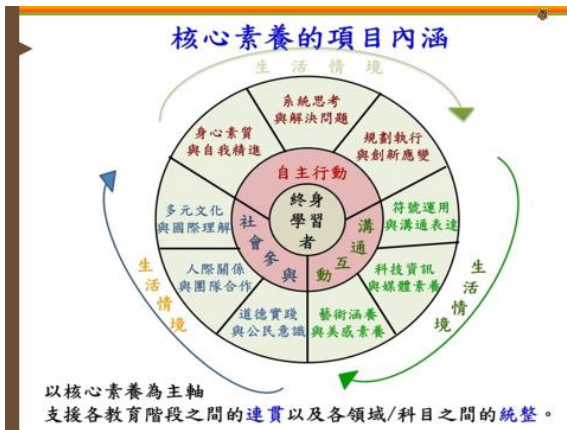 核心素養的項目內涵
生活情境
系統思考
與解決問題
身心素質
與自我精進
規劃執行
與創新應變
自主行動
終身
學習
者
多元文化
與國際理解
符號運用
與溝通表達
社會參與
溝通互動
人際關係
與團隊合作
科技資訊
與媒體素養
道德實踐
與公民意識
藝術涵養
與美感素養
生活情境
生活情境
以核心素養為主軸
支援各教育階段之間的連貫以及各領域/科目之間的統整。